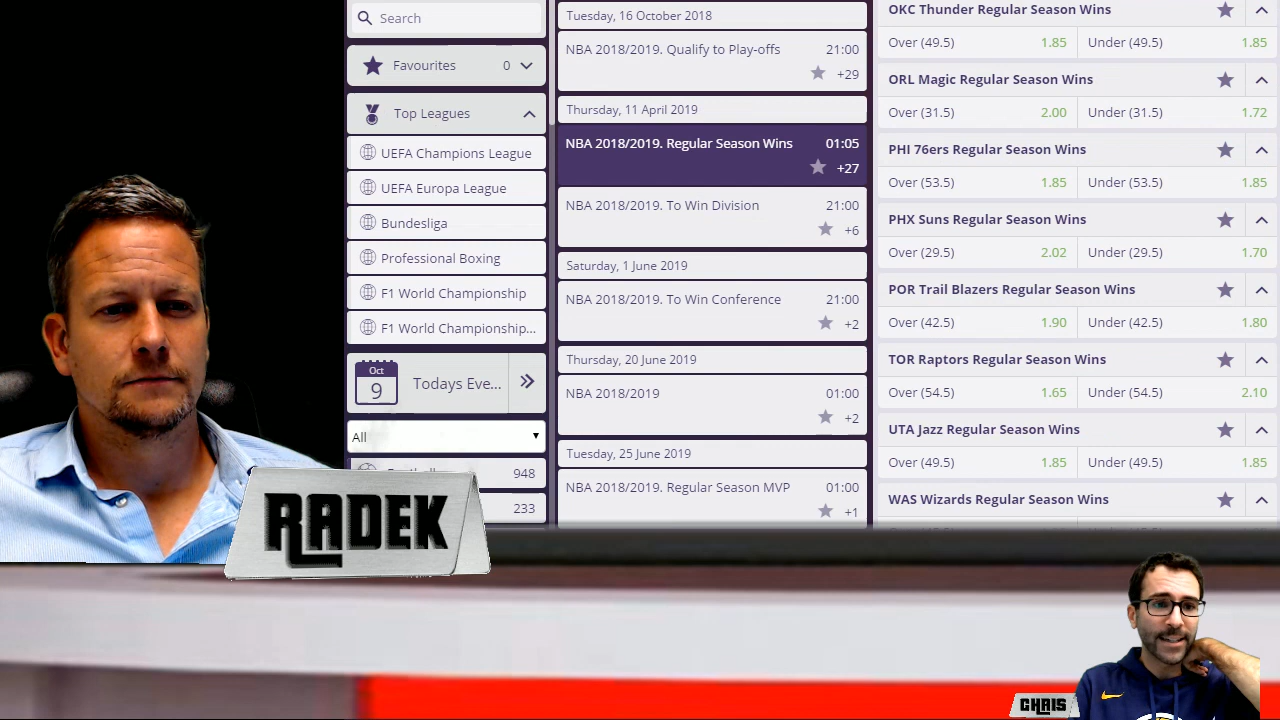 Search
Favourites 0
Top Leagues
UEFA Champions League
UEFA Europa League
Bundesliga
Professional Boxing
F1 World Championship
F1 World Championship...
Oct
9
Todays Eve...
All
948
233
Tuesday, 16 October 2018
NBA 2018/2019. Qualify to Play-offs 21:00
+29
Thursday, 11 April 2019
NBA 2018/2019. Regular Season Wins 01:05
+27
NBA 2018/2019. To Win Division 21:00
+6
Saturday, 1 June 2019
NBA 2018/2019. To Win Conference 21:00
+2
Thursday, 20 June 2019
NBA 2018/2019 01:00
+2
Tuesday, 25 June 2019
NBA 2018/2019. Regular Season MVP 01:00
+1
OKC Thunder Regular Season Wins
Over (49.5) 1.85 Under (49.5) 1.85
ORL Magic Regular Season Wins
Over (31.5) 2.00 Under (31.5) 1.72
PHI 76ers Regular Season Wins
Over (53.5) 1.85 Under (53.5) 1.85
PHX Suns Regular Season Wins
Over (29.5) 2.02 Under (29.5) 1.70
POR Trail Blazers Regular Season Wins
Over (42.5) 1.90 Under (42.5) 1.80
TOR Raptors Regular Season Wins
Over (54.5) 1.65 Under (54.5) 2.10
UTA Jazz Regular Season Wins
Over (49.5) 1.85 Under (49.5) 1.85
WAS Wizards Regular Season Wins
RADEK
CHRIS